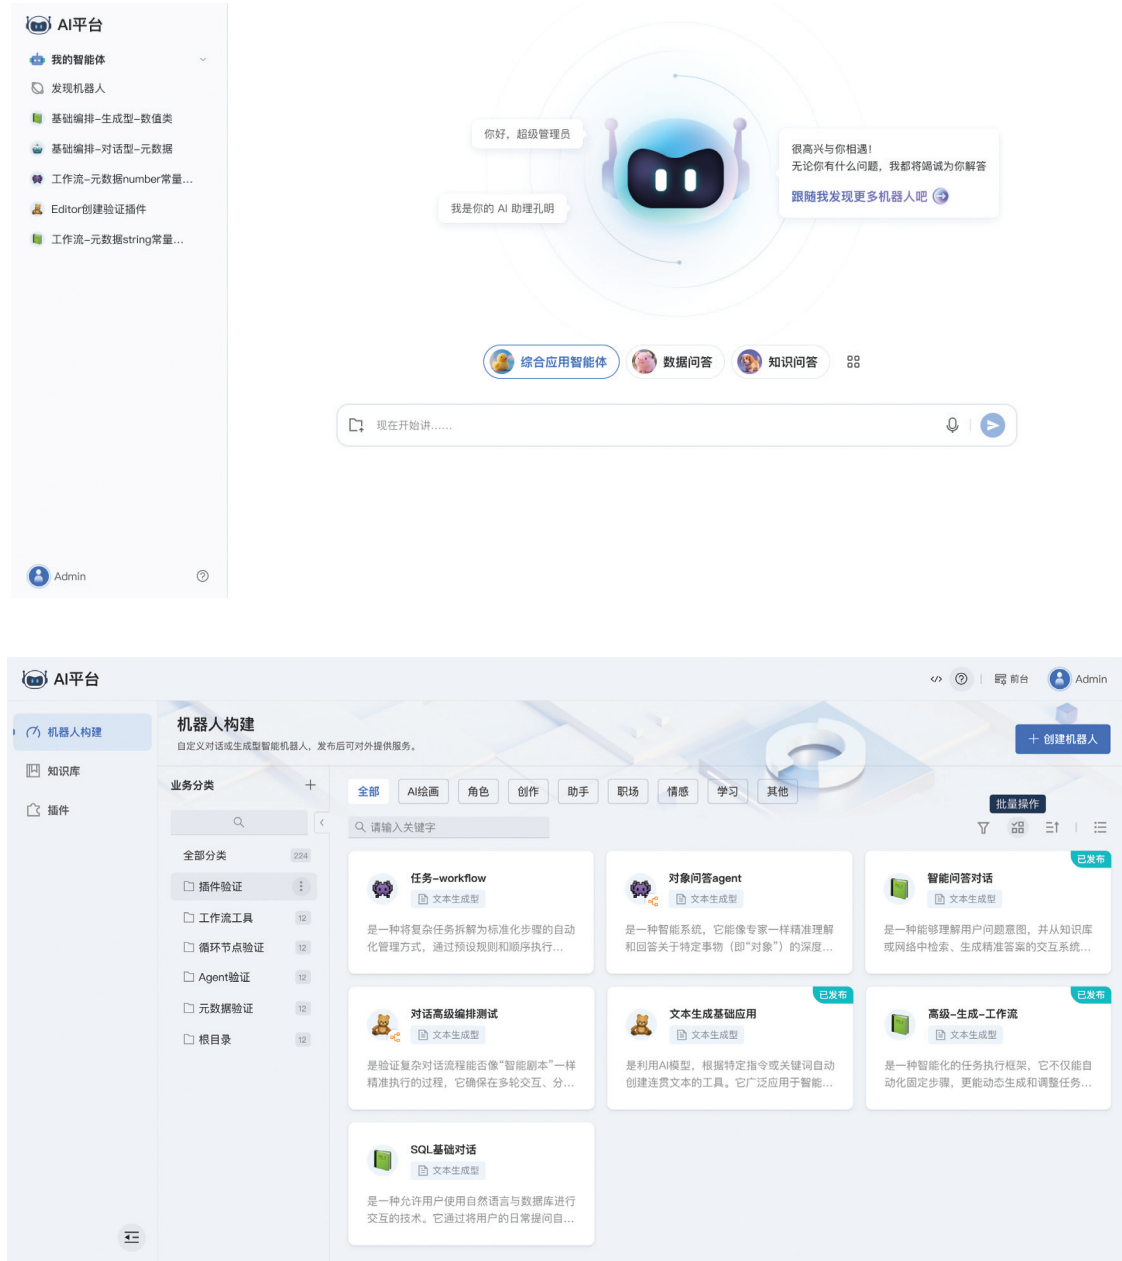 AI平台
我的智能体
发现机器人
基础编排-生成型-数值类
基础编排-对话型-元数据
工作流-元数据number常量...
Editor创建验证插件
工作流-元数据string常量...
Admin
你好，超级管理员
我是你的 AI 助理孔明
很高兴与你相遇！
无论你有什么问题，我都将竭诚为你解答
跟随我发现更多机器人吧
综合应用智能体
数据问答
知识问答
现在开始讲......
AI平台
前台
Admin
机器人构建
知识库
插件
机器人构建
自定义对话或生成型智能机器人，发布后可对外提供服务。
创建机器人
业务分类
全部分类 224
插件验证
工作流工具 12
循环节点验证 12
Agent验证 12
元数据验证 12
根目录 12
全部 AI绘画 角色 创作 助手 职场 情感 学习 其他
批量操作
请输入关键字
任务-workflow
文本生成型
是一种将复杂任务拆解为标准化步骤的自动
化管理方式，通过预设规则和顺序执行...
对象问答agent
文本生成型
是一种智能系统，它能像专家一样精准理解
和回答关于特定事物（即“对象”）的深度...
已发布
智能问答对话
文本生成型
是一种能够理解用户问题意图，并从知识库
或网络中检索、生成精准答案的交互系统...
对话高级编排测试
文本生成型
是验证复杂对话流程能否像“智能剧本”一样
精准执行的过程，它确保在多轮交互、分...
已发布
文本生成基础应用
文本生成型
是利用AI模型，根据特定指令或关键词自动
创建连贯文本的工具。它广泛应用于智能...
已发布
高级-生成-工作流
文本生成型
是一种智能化的任务执行框架，它不仅能自
动化固定步骤，更能动态生成和调整任务...
SQL基础对话
文本生成型
是一种允许用户使用自然语言与数据库进行
交互的技术。它通过将用户的日常提问自...